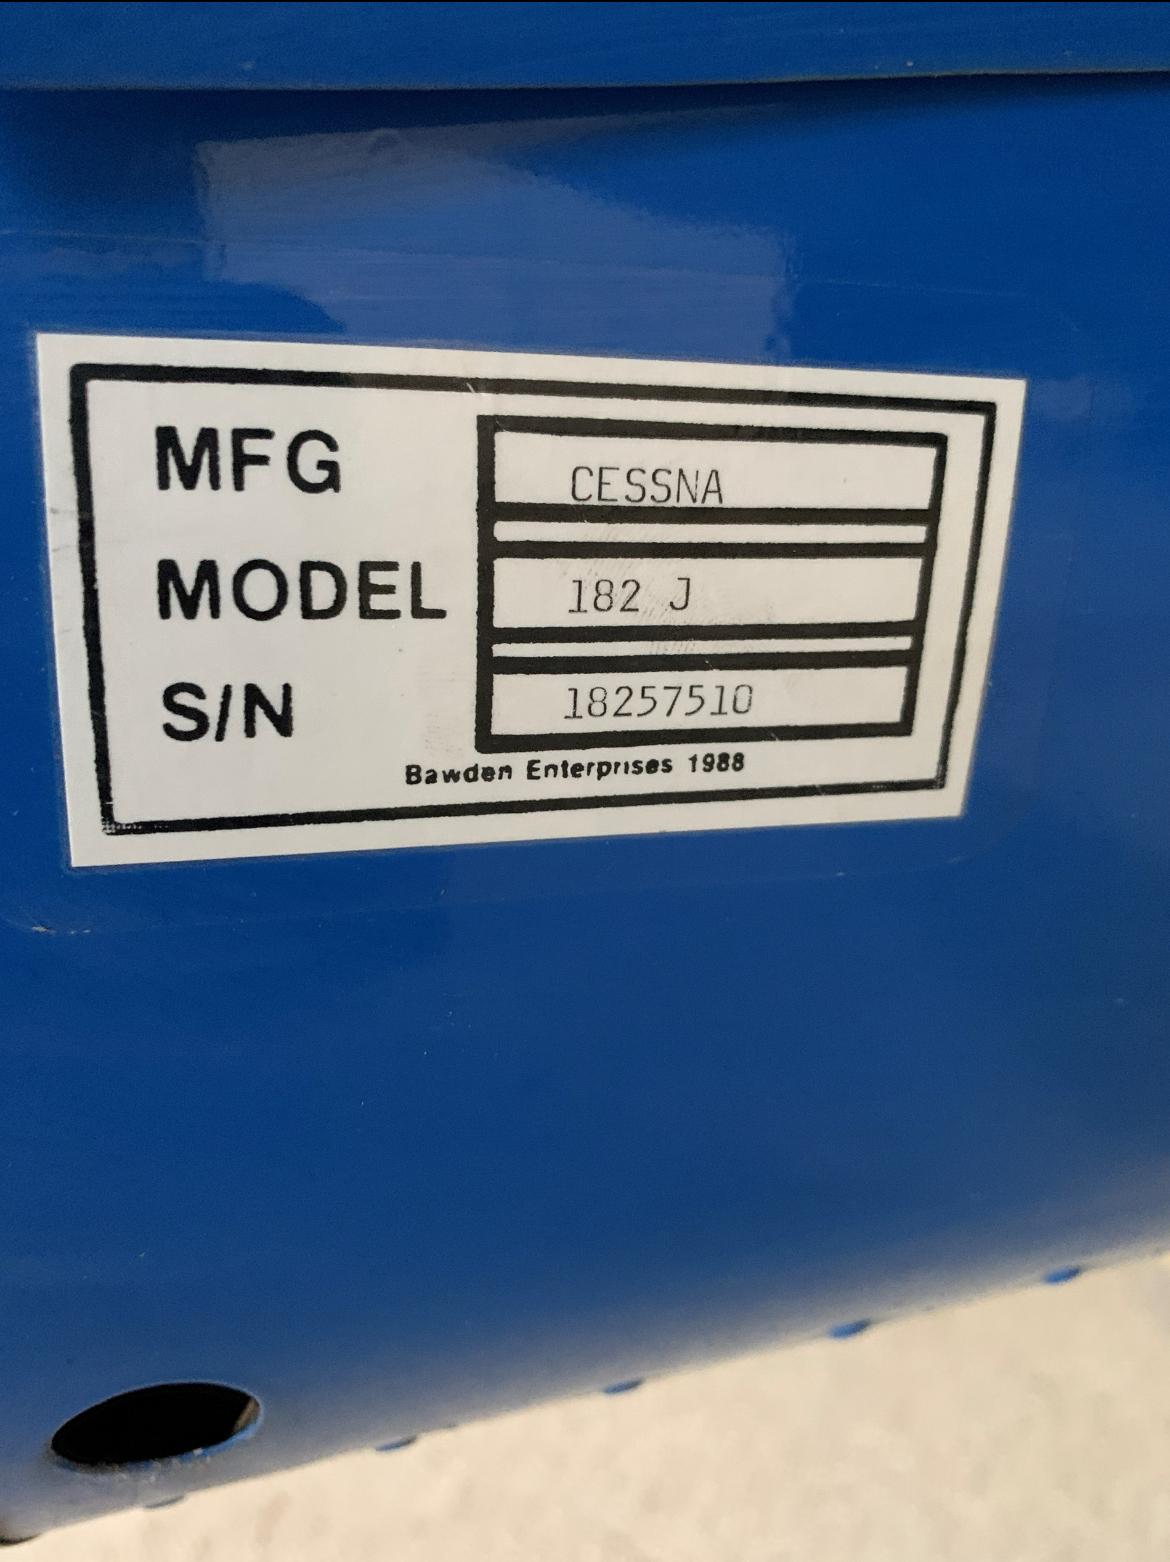 MFG CESSNA
MODEL 182 J
S/N 18257510
Bawden Enterprises 1988